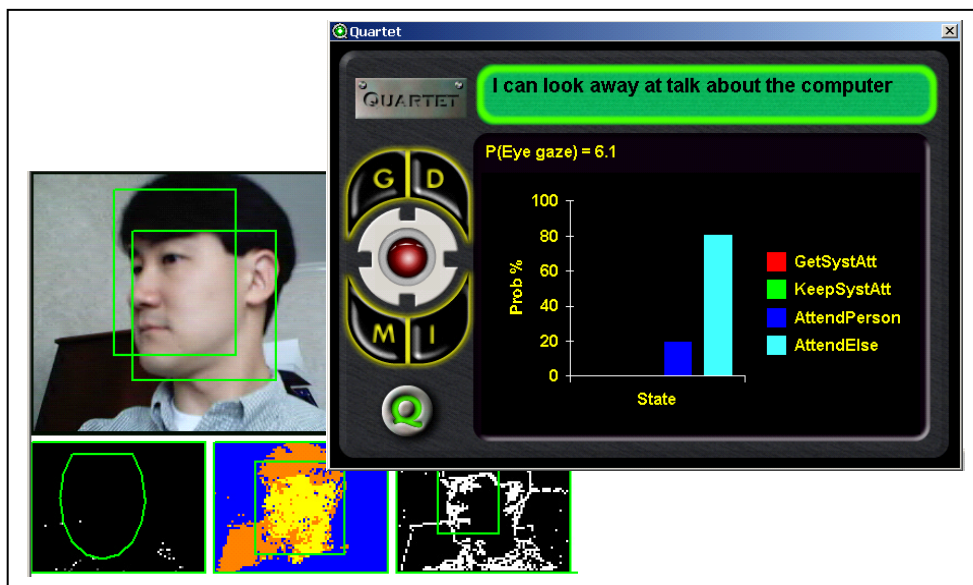 Quartet
QUARTET
I can look away at talk about the computer
G D
M I
Q
P(Eye gaze) = 6.1
100
80
60
40
20
0
Prob %
State
GetSystAtt
KeepSystAtt
AttendPerson
AttendElse